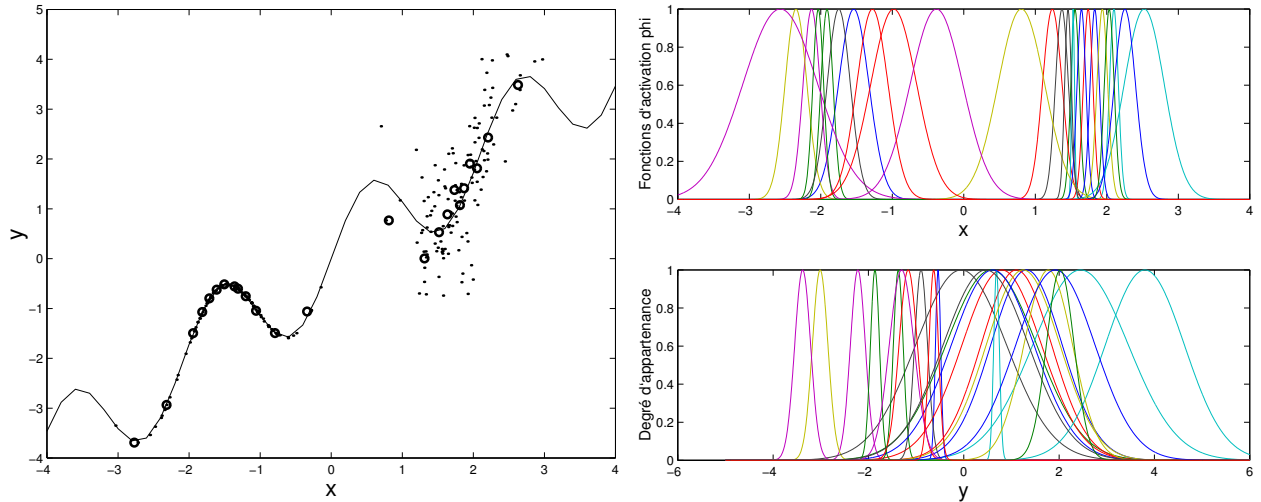 5
4
3
2
1
0
−1
−2
−3
−4
−4 −3 −2 −1 0 1 2 3 4
x
y
Fonctions d'activation phi
1
0.8
0.6
0.4
0.2
0
−4 −3 −2 −1 0 1 2 3 4
x
Degré d'appartenance
1
0.8
0.6
0.4
0.2
0
−6 −4 −2 0 2 4 6
y